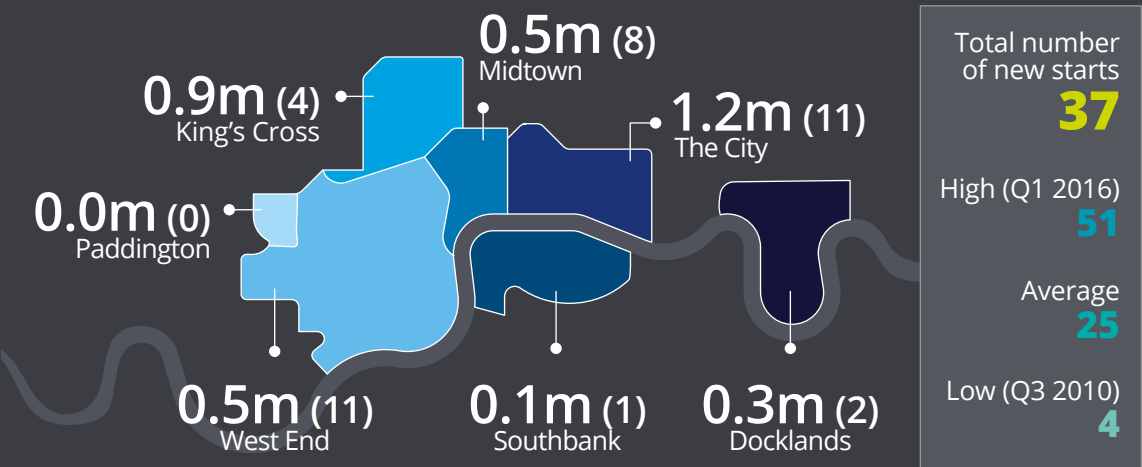 0.5m (8)
Midtown
0.9m (4)
King's Cross
1.2m (11)
The City
0.0m (0)
Paddington
0.5m (11)
West End
0.1m (1)
Southbank
0.3m (2)
Docklands
Total number
of new starts
37
High (Q1 2016)
51
Average
25
Low (Q3 2010)
4